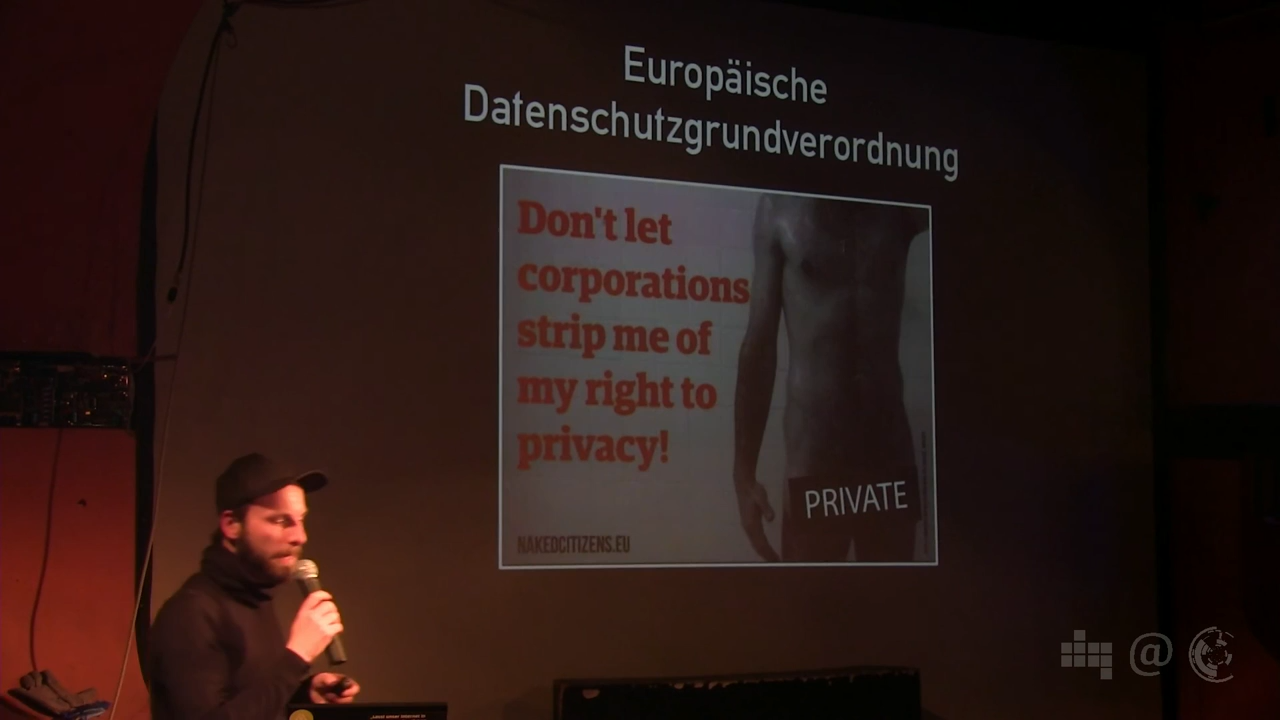 Europäische
Datenschutzgrundverordnung
Don't let
corporations
strip me of
my right to
privacy!
PRIVATE
NAKEDCITIZENS.EU
@